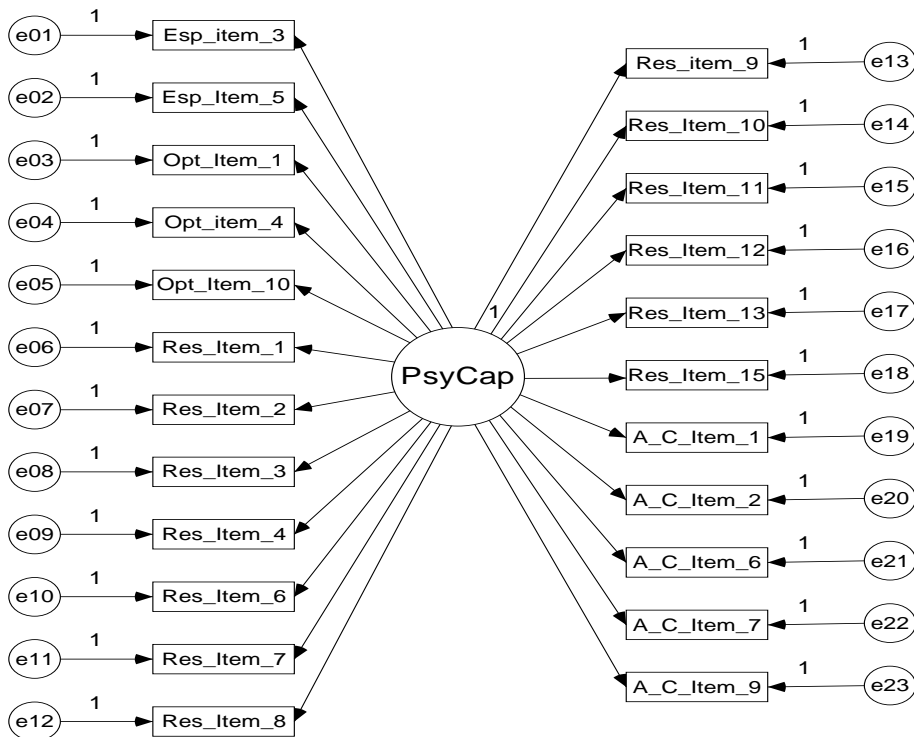 1
e01 Esp_item_3
1
e02 Esp_Item_5
1
e03 Opt_Item_1
1
e04 Opt_item_4
1
e05 Opt_Item_10
1
e06 Res_Item_1
1
e07 Res_Item_2
1
e08 Res_Item_3
1
e09 Res_Item_4
1
e10 Res_Item_6
1
e11 Res_Item_7
1
e12 Res_Item_8
1
PsyCap
1
Res_item_9 e13
1
Res_Item_10 e14
1
Res_Item_11 e15
1
Res_Item_12 e16
1
Res_Item_13 e17
1
Res_Item_15 e18
1
A_C_Item_1 e19
1
A_C_Item_2 e20
1
A_C_Item_6 e21
1
A_C_Item_7 e22
1
A_C_Item_9 e23